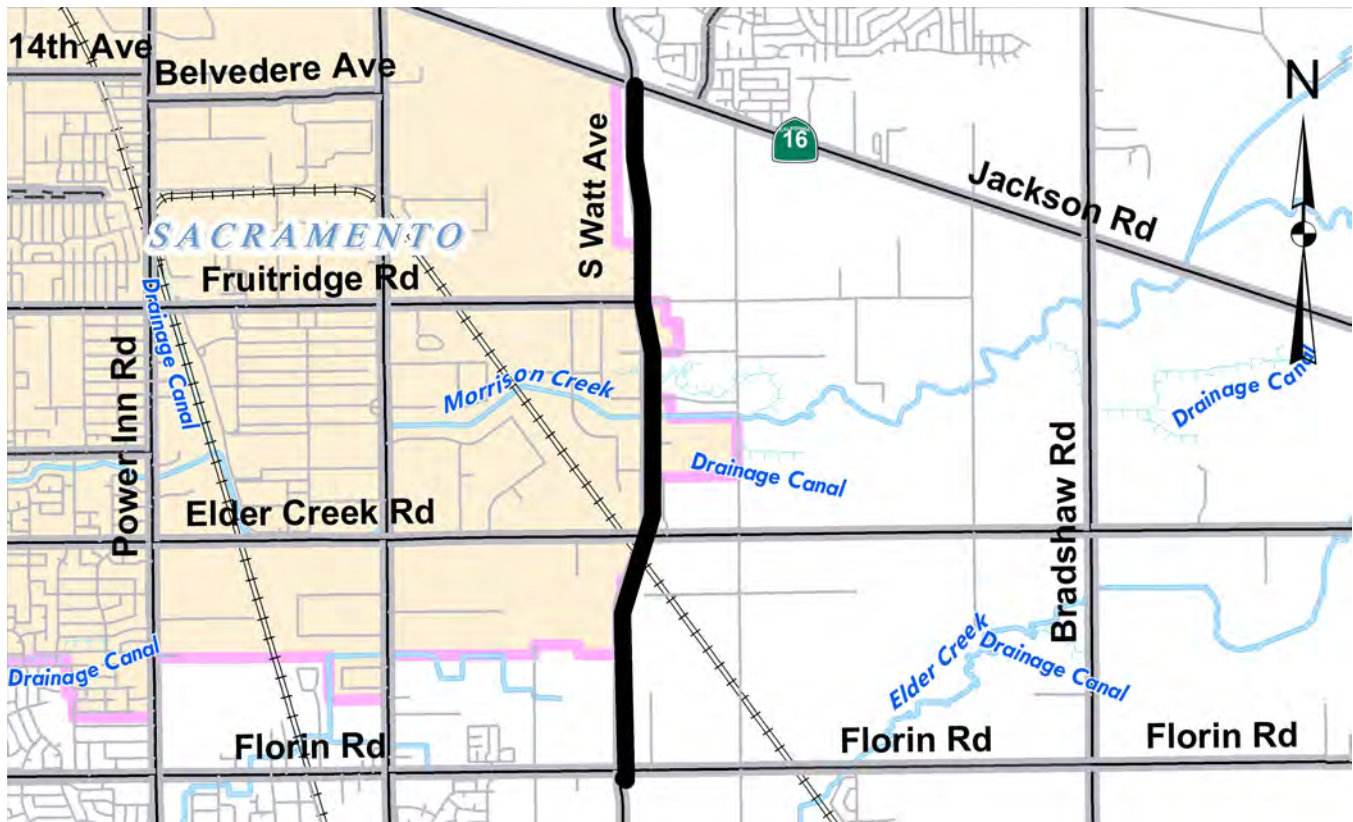 14th Ave
Belvedere Ave
N
S Watt Ave
CALIFORNIA
16
Jackson Rd
SACRAMENTO
Fruitridge Rd
Drainage Canal
Power Inn Rd
Morrison Creek
Drainage Canal
Drainage Canal
Elder Creek Rd
Bradshaw Rd
Elder Creek
Drainage Canal
Drainage Canal
Florin Rd
Florin Rd
Florin Rd